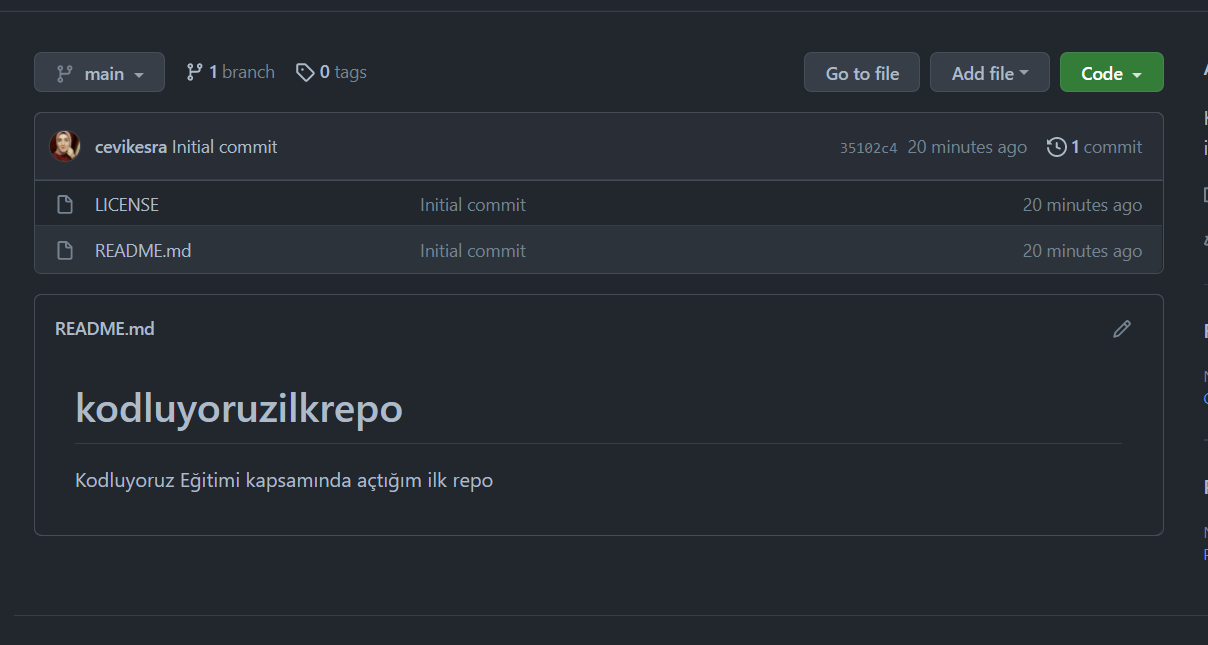 main 1 branch 0 tags Go to file Add file Code
cevikesra Initial commit 35102c4 20 minutes ago 1 commit
LICENSE Initial commit 20 minutes ago
README.md Initial commit 20 minutes ago
README.md
kodluyoruzilkrepo
Kodluyoruz Eğitimi kapsamında açtığım ilk repo